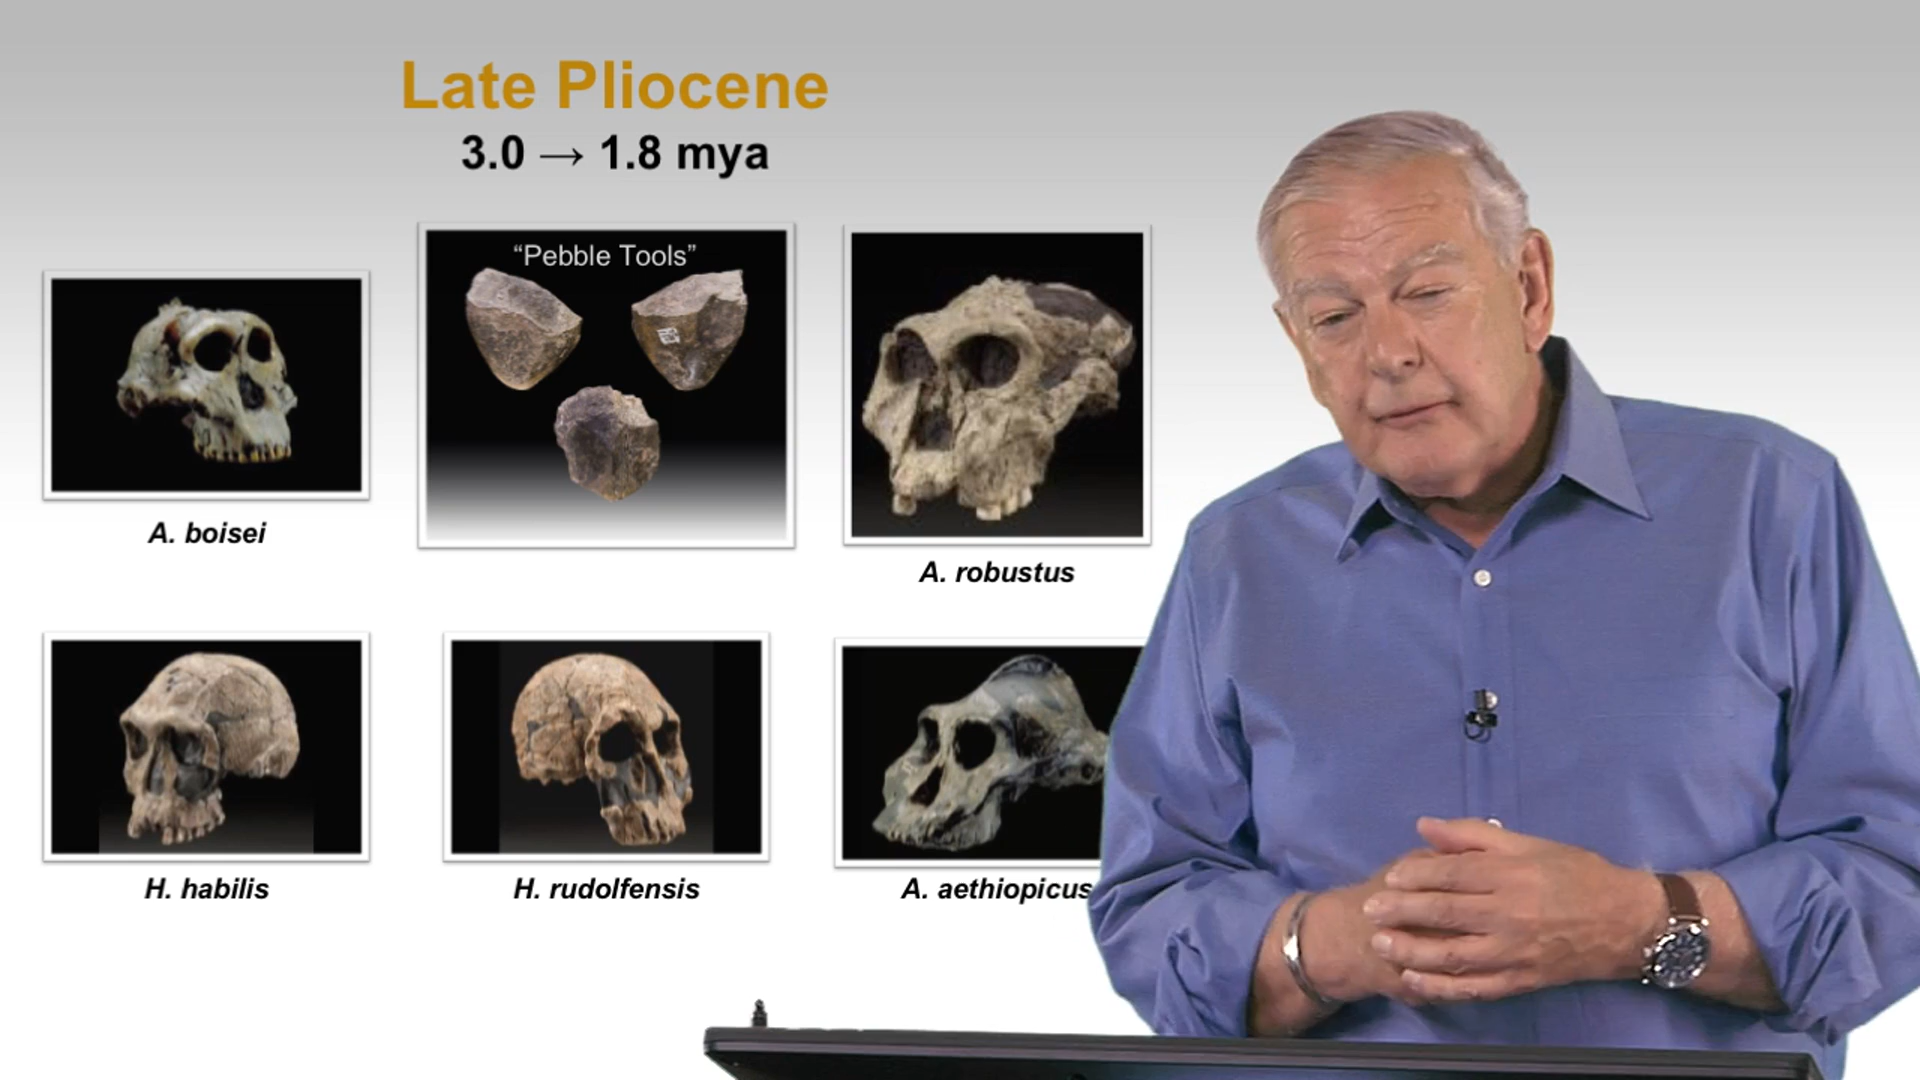 Late Pliocene
3.0 → 1.8 mya
“Pebble Tools”
A. boisei
A. robustus
H. habilis
H. rudolfensis
A. aethiopicus